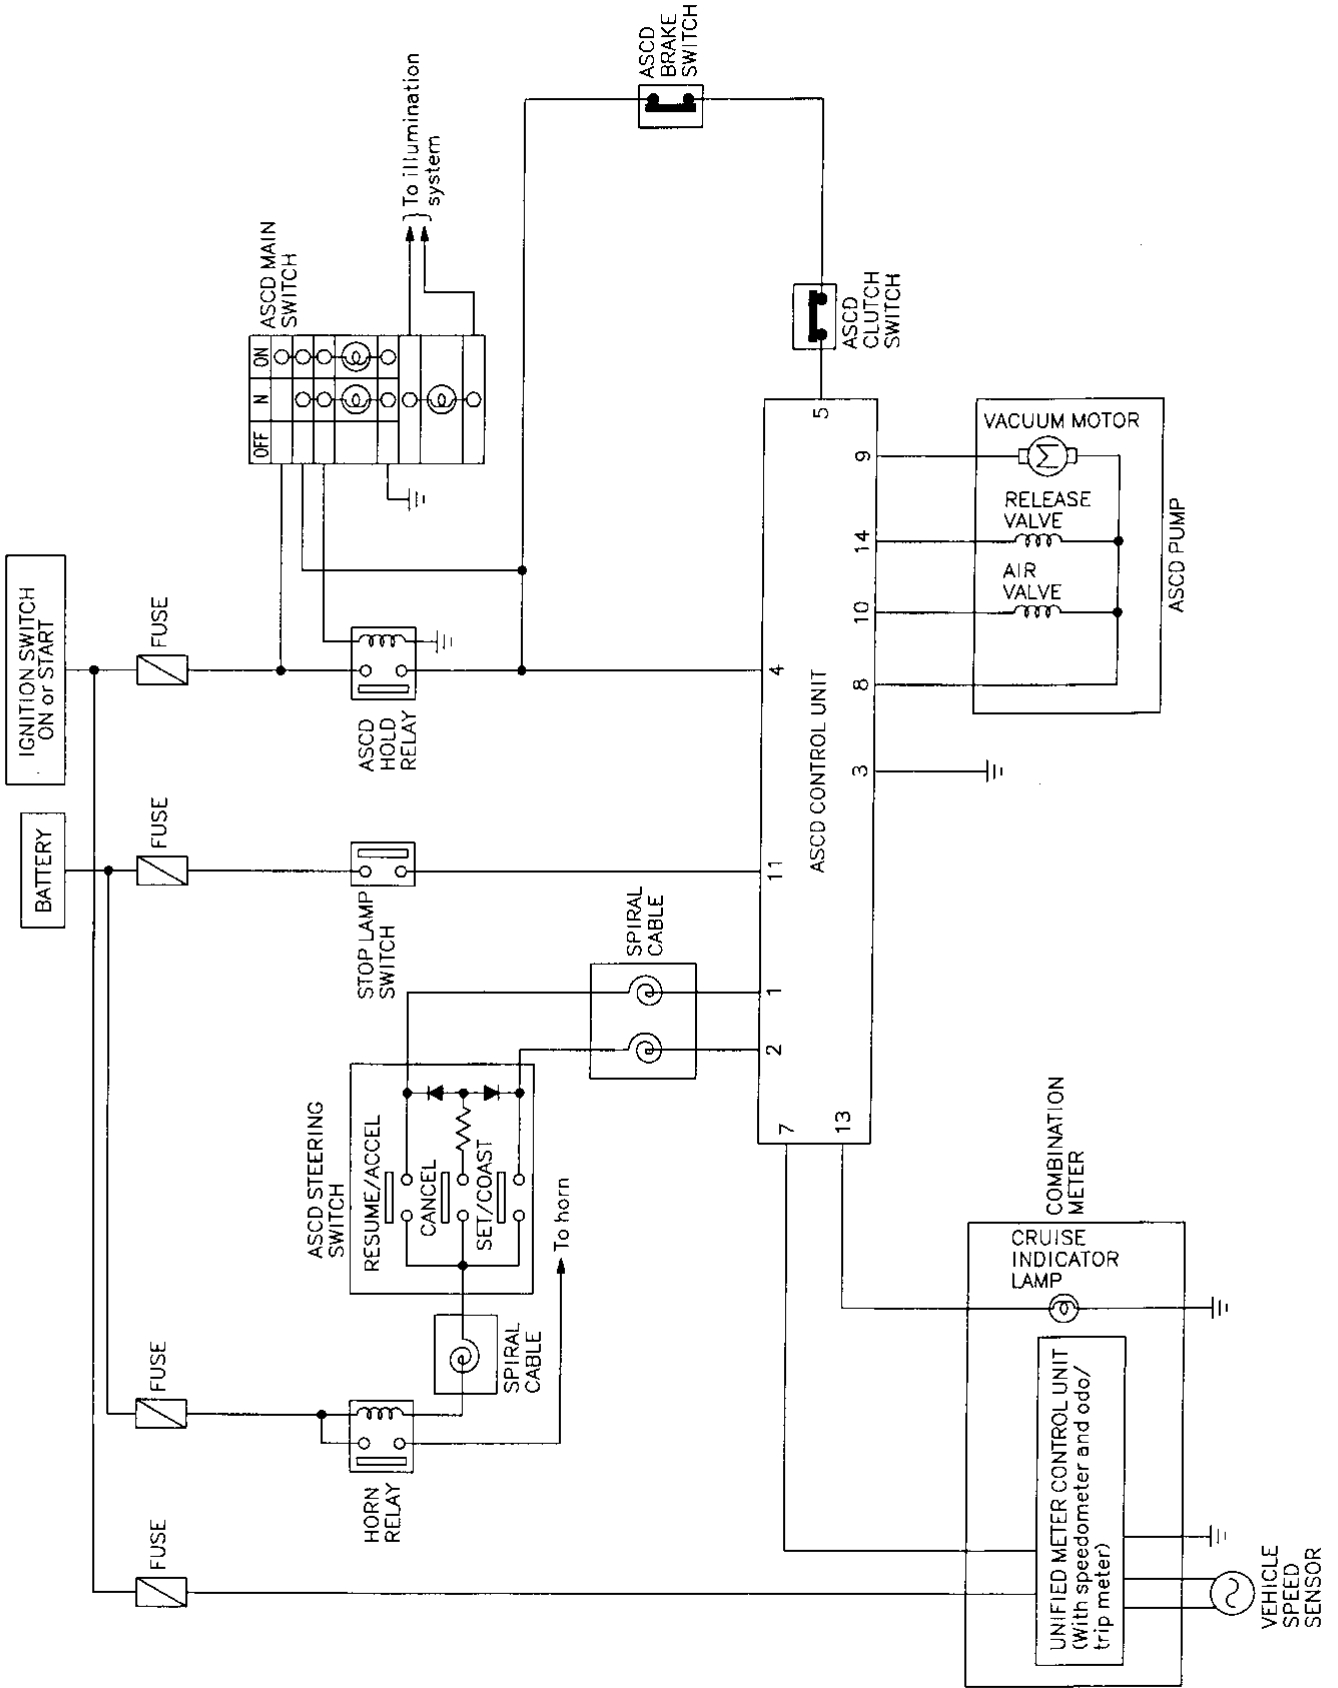 IGNITION SWITCH
ON or START
BATTERY
FUSE
FUSE
FUSE
FUSE
ASCD MAIN
SWITCH
OFF
N
ON
To illumination
system
ASCD
BRAKE
SWITCH
ASCD
HOLD
RELAY
STOP LAMP
SWITCH
ASCD STEERING
SWITCH
RESUME/ACCEL
CANCEL
SET/COAST
HORN
RELAY
SPIRAL
CABLE
To horn
SPIRAL
CABLE
ASCD
CLUTCH
SWITCH
ASCD CONTROL UNIT
5
4
11
1
2
7
13
3
8
10
14
9
VACUUM MOTOR
M
RELEASE
VALVE
AIR
VALVE
ASCD PUMP
COMBINATION
METER
CRUISE
INDICATOR
LAMP
UNIFIED METER CONTROL UNIT
(With speedometer and odo/
trip meter)
VEHICLE
SPEED
SENSOR